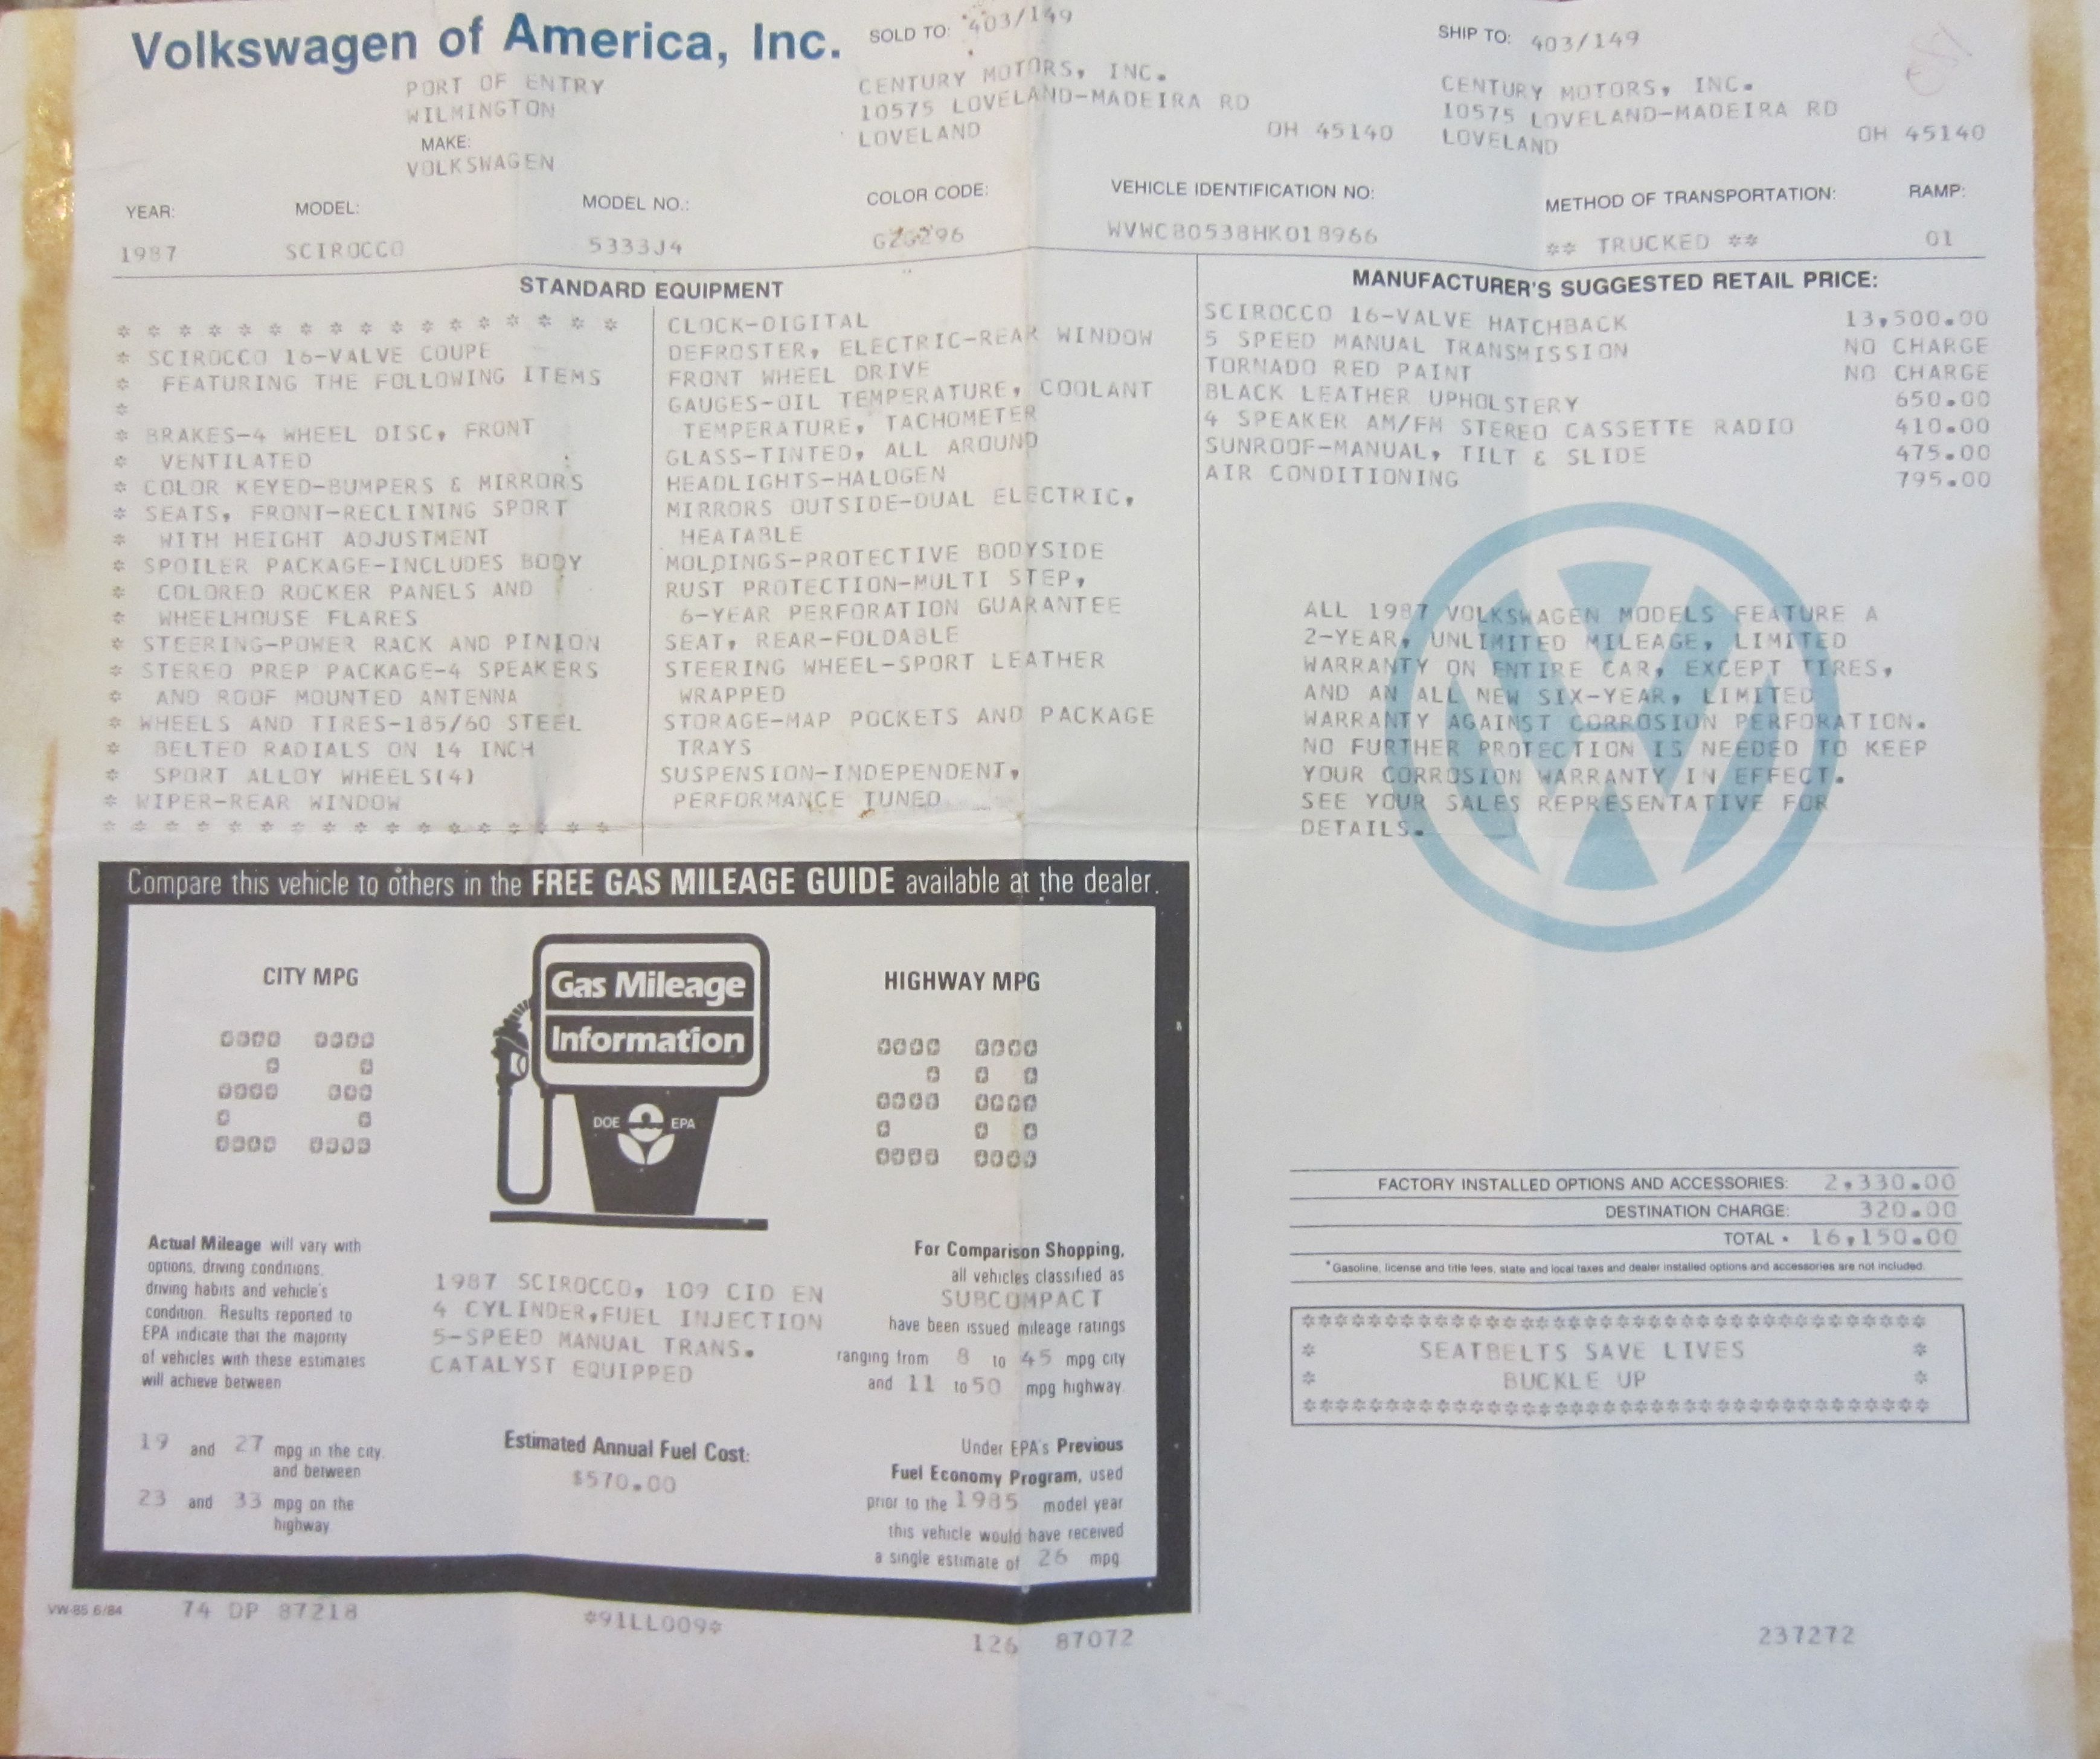 Volkswagen of America, Inc.
PORT OF ENTRY
WILMINGTON
MAKE:
VOLKSWAGEN
SOLD TO: 403/149
CENTURY MOTORS, INC.
10575 LOVELAND-MADEIRA RD
LOVELAND OH 45140
SHIP TO: 403/149
CENTURY MOTORS, INC.
10575 LOVELAND-MADEIRA RD
LOVELAND OH 45140
YEAR: MODEL: MODEL NO.: COLOR CODE: VEHICLE IDENTIFICATION NO: METHOD OF TRANSPORTATION: RAMP:
1987 SCIROCCO 5333J4 WVWC80538HK018966 ** TRUCKED ** 01
STANDARD EQUIPMENT
* * * * * * * * * * * * * * * * *
* SCIROCCO 16-VALVE COUPE
* FEATURING THE FOLLOWING ITEMS
*
* BRAKES-4 WHEEL DISC, FRONT
* VENTILATED
* COLOR KEYED-BUMPERS & MIRRORS
* SEATS, FRONT-RECLINING SPORT
* WITH HEIGHT ADJUSTMENT
* SPOILER PACKAGE-INCLUDES BODY
* COLORED ROCKER PANELS AND
* WHEELHOUSE FLARES
* STEERING-POWER RACK AND PINION
* STEREO PREP PACKAGE-4 SPEAKERS
* AND ROOF MOUNTED ANTENNA
* WHEELS AND TIRES-185/60 STEEL
* BELTED RADIALS ON 14 INCH
* SPORT ALLOY WHEELS(4)
* WIPER-REAR WINDOW
* * * * * * * * * * * * * * * * *
CLOCK-DIGITAL
DEFROSTER, ELECTRIC-REAR WINDOW
FRONT WHEEL DRIVE
GAUGES-OIL TEMPERATURE, COOLANT
TEMPERATURE, TACHOMETER
GLASS-TINTED, ALL AROUND
HEADLIGHTS-HALOGEN
MIRRORS OUTSIDE-DUAL ELECTRIC,
HEATABLE
MOLDINGS-PROTECTIVE BODYSIDE
RUST PROTECTION-MULTI STEP,
6-YEAR PERFORATION GUARANTEE
SEAT, REAR-FOLDABLE
STEERING WHEEL-SPORT LEATHER
WRAPPED
STORAGE-MAP POCKETS AND PACKAGE
TRAYS
SUSPENSION-INDEPENDENT,
PERFORMANCE TUNED
MANUFACTURER'S SUGGESTED RETAIL PRICE:
SCIROCCO 16-VALVE HATCHBACK 13,500.00
5 SPEED MANUAL TRANSMISSION NO CHARGE
TORNADO RED PAINT NO CHARGE
BLACK LEATHER UPHOLSTERY 650.00
4 SPEAKER AM/FM STEREO CASSETTE RADIO 410.00
SUNROOF-MANUAL, TILT & SLIDE 475.00
AIR CONDITIONING 795.00
ALL 1987 VOLKSWAGEN MODELS FEATURE A
2-YEAR, UNLIMITED MILEAGE, LIMITED
WARRANTY ON ENTIRE CAR, EXCEPT TIRES,
AND AN ALL NEW SIX-YEAR, LIMITED
WARRANTY AGAINST CORROSION PERFORATION.
NO FURTHER PROTECTION IS NEEDED TO KEEP
YOUR CORROSION WARRANTY IN EFFECT.
SEE YOUR SALES REPRESENTATIVE FOR
DETAILS.
FACTORY INSTALLED OPTIONS AND ACCESSORIES: 2,330.00
DESTINATION CHARGE: 320.00
TOTAL * 16,150.00
*Gasoline, license and title fees, state and local taxes and dealer installed options and accessories are not included.
***************************************
* SEATBELTS SAVE LIVES *
* BUCKLE UP *
***************************************
Compare this vehicle to others in the FREE GAS MILEAGE GUIDE available at the dealer.
CITY MPG
23
Gas Mileage
Information
DOE EPA
HIGHWAY MPG
28
Actual Mileage will vary with
options, driving conditions,
driving habits and vehicle's
condition. Results reported to
EPA indicate that the majority
of vehicles with these estimates
will achieve between
19 and 27 mpg in the city.
and between
23 and 33 mpg on the
highway
1987 SCIROCCO, 109 CID EN
4 CYLINDER,FUEL INJECTION
5-SPEED MANUAL TRANS.
CATALYST EQUIPPED
Estimated Annual Fuel Cost:
$570.00
For Comparison Shopping,
all vehicles classified as
SUBCOMPACT
have been issued mileage ratings
ranging from 8 to 45 mpg city
and 11 to 50 mpg highway.
Under EPA's Previous
Fuel Economy Program, used
prior to the 1985 model year
this vehicle would have received
a single estimate of 26 mpg
VW-85 6/84 74 DP 87218 *91LL009* 126 87072 237272